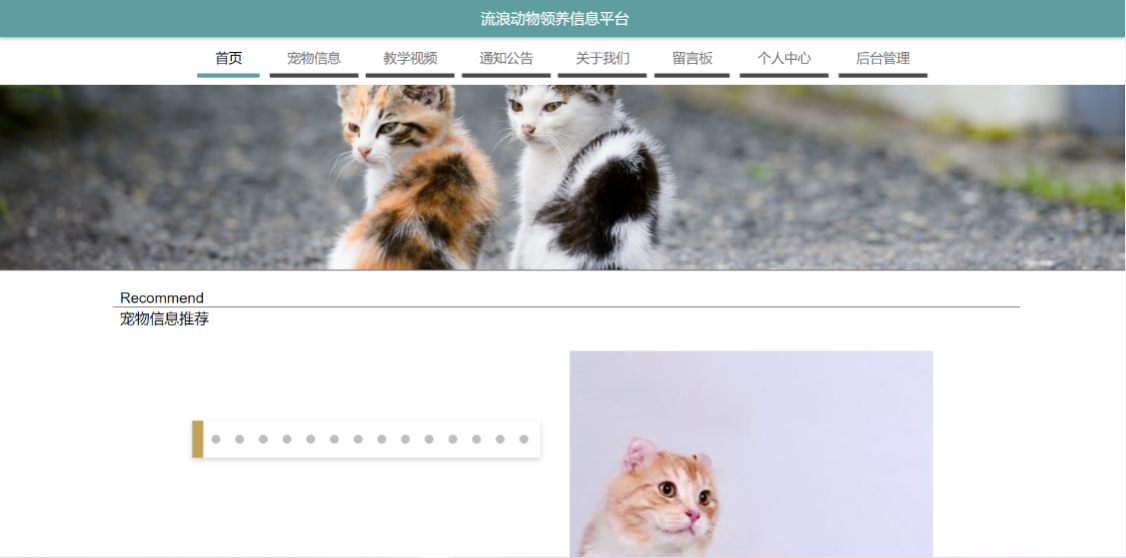 流浪动物领养信息平台
首页 宠物信息 教学视频 通知公告 关于我们 留言板 个人中心 后台管理
Recommend
宠物信息推荐